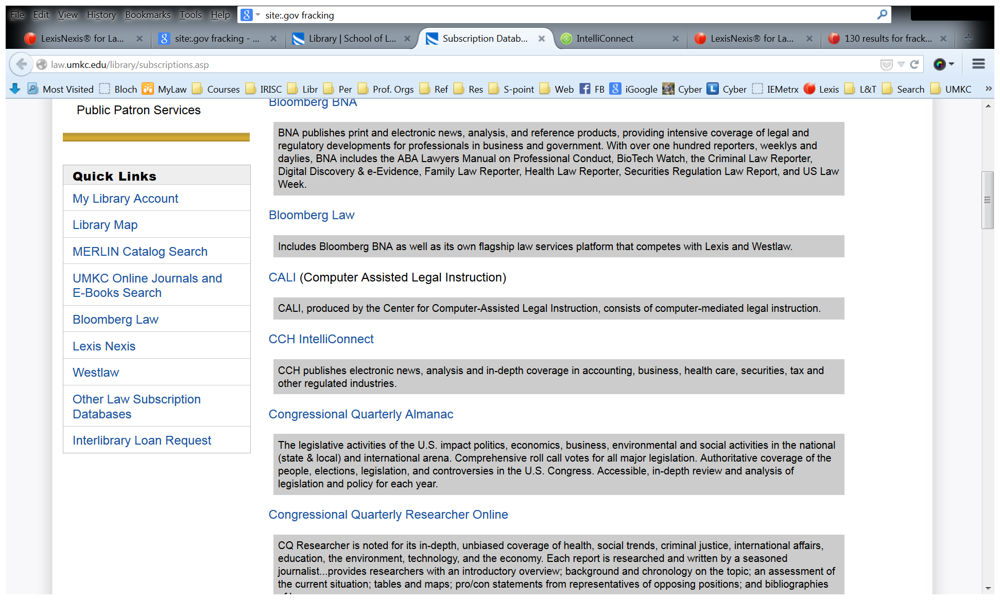 File Edit View History Bookmarks Tools Help site:.gov fracking
LexisNexis® for La... site:.gov fracking - ... Library | School of L... Subscription Datab... IntelliConnect LexisNexis® for La... 130 results for frack...
law.umkc.edu/library/subscriptions.asp
Most Visited Bloch MyLaw Courses IRISC Libr Per Prof. Orgs Ref Res S-point Web FB iGoogle Cyber Cyber IEMetrx Lexis L&T Search UMKC »
Public Patron Services
Quick Links
My Library Account
Library Map
MERLIN Catalog Search
UMKC Online Journals and
E-Books Search
Bloomberg Law
Lexis Nexis
Westlaw
Other Law Subscription
Databases
Interlibrary Loan Request
Bloomberg BNA
BNA publishes print and electronic news, analysis, and reference products, providing intensive coverage of legal and
regulatory developments for professionals in business and government. With over one hundred reporters, weeklys and
daylies, BNA includes the ABA Lawyers Manual on Professional Conduct, BioTech Watch, the Criminal Law Reporter,
Digital Discovery & e-Evidence, Family Law Reporter, Health Law Reporter, Securities Regulation Law Report, and US Law
Week.
Bloomberg Law
Includes Bloomberg BNA as well as its own flagship law services platform that competes with Lexis and Westlaw.
CALI (Computer Assisted Legal Instruction)
CALI, produced by the Center for Computer-Assisted Legal Instruction, consists of computer-mediated legal instruction.
CCH IntelliConnect
CCH publishes electronic news, analysis and in-depth coverage in accounting, business, health care, securities, tax and
other regulated industries.
Congressional Quarterly Almanac
The legislative activities of the U.S. impact politics, economics, business, environmental and social activities in the national
(state & local) and international arena. Comprehensive roll call votes for all major legislation. Authoritative coverage of the
people, elections, legislation, and controversies in the U.S. Congress. Accessible, in-depth review and analysis of
legislation and policy for each year.
Congressional Quarterly Researcher Online
CQ Researcher is noted for its in-depth, unbiased coverage of health, social trends, criminal justice, international affairs,
education, the environment, technology, and the economy. Each report is researched and written by a seasoned
journalist...provides researchers with an introductory overview; background and chronology on the topic; an assessment of
the current situation; tables and maps; pro/con statements from representatives of opposing positions; and bibliographies